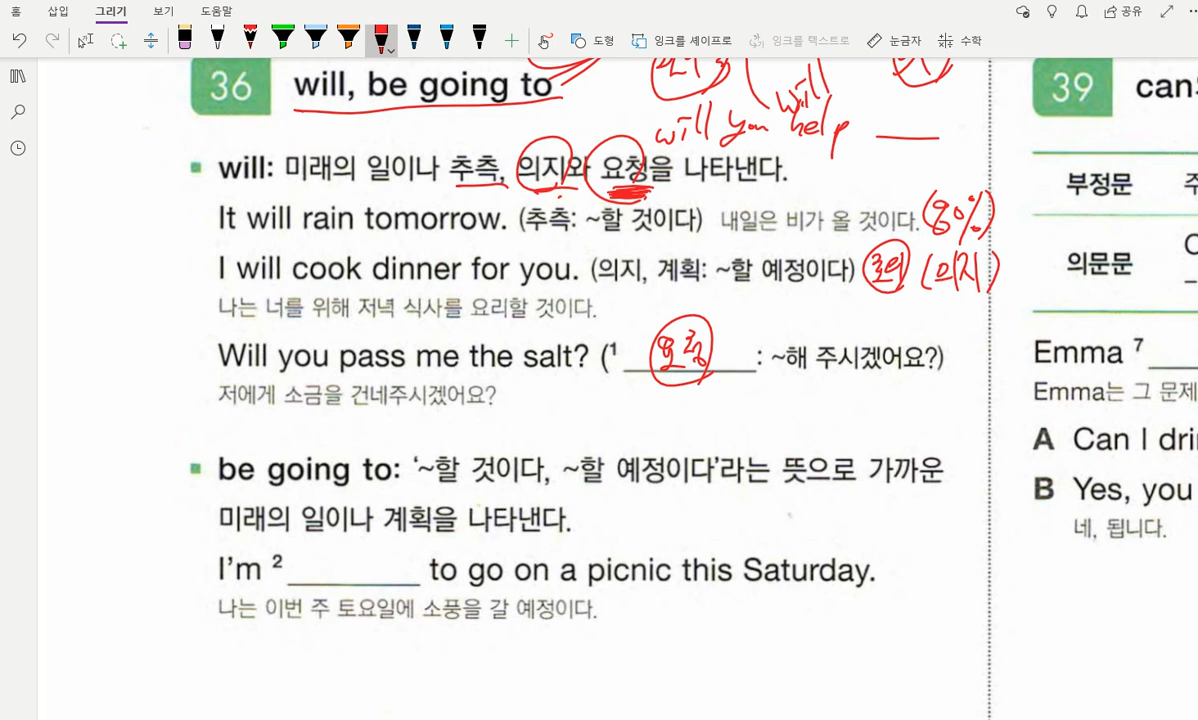 홈 삽입 그리기 보기 도움말
공유
도형 잉크를 셰이프로 잉크를 텍스트로 눈금자 수학
36 will, be going to
will
will you help
will: 미래의 일이나 추측, 의지와 요청을 나타낸다.
It will rain tomorrow. (추측: ~할 것이다) 내일은 비가 올 것이다. (80%)
I will cook dinner for you. (의지, 계획: ~할 예정이다) (의지)
나는 너를 위해 저녁 식사를 요리할 것이다.
Will you pass me the salt? (¹ 요청 : ~해 주시겠어요?)
저에게 소금을 건네주시겠어요?
be going to: ‘~할 것이다, ~할 예정이다’라는 뜻으로 가까운
미래의 일이나 계획을 나타낸다.
I’m ² ________ to go on a picnic this Saturday.
나는 이번 주 토요일에 소풍을 갈 예정이다.
39 can
부정문
의문문
Emma ⁷
Emma는 그 문제
A Can I dri
B Yes, you
네, 됩니다.